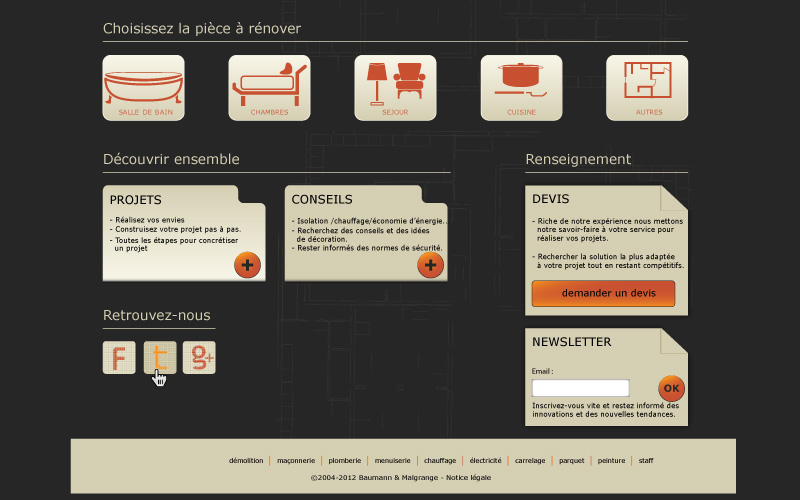 Choisissez la pièce à rénover
SALLE DE BAIN
CHAMBRES
SEJOUR
CUISINE
AUTRES
Découvrir ensemble
PROJETS
- Réalisez vos envies
- Construisez votre projet pas à pas.
- Toutes les étapes pour concrétiser
un projet
+
CONSEILS
- Isolation /chauffage/économie d'énergie..
- Recherchez des conseils et des idées
de décoration.
- Rester informés des normes de sécurité.
+
Renseignement
DEVIS
- Riche de notre expérience nous mettons
notre savoir-faire à votre service pour
réaliser vos projets.
- Rechercher la solution la plus adaptée
à votre projet tout en restant compétitifs.
demander un devis
Retrouvez-nous
F
t
g+
NEWSLETTER
Email :
OK
Inscrivez-vous vite et restez informé des
innovations et des nouvelles tendances.
démolition | maçonnerie | plomberie | menuiserie | chauffage | électricité | carrelage | parquet | peinture | staff
©2004-2012 Baumann & Malgrange - Notice légale